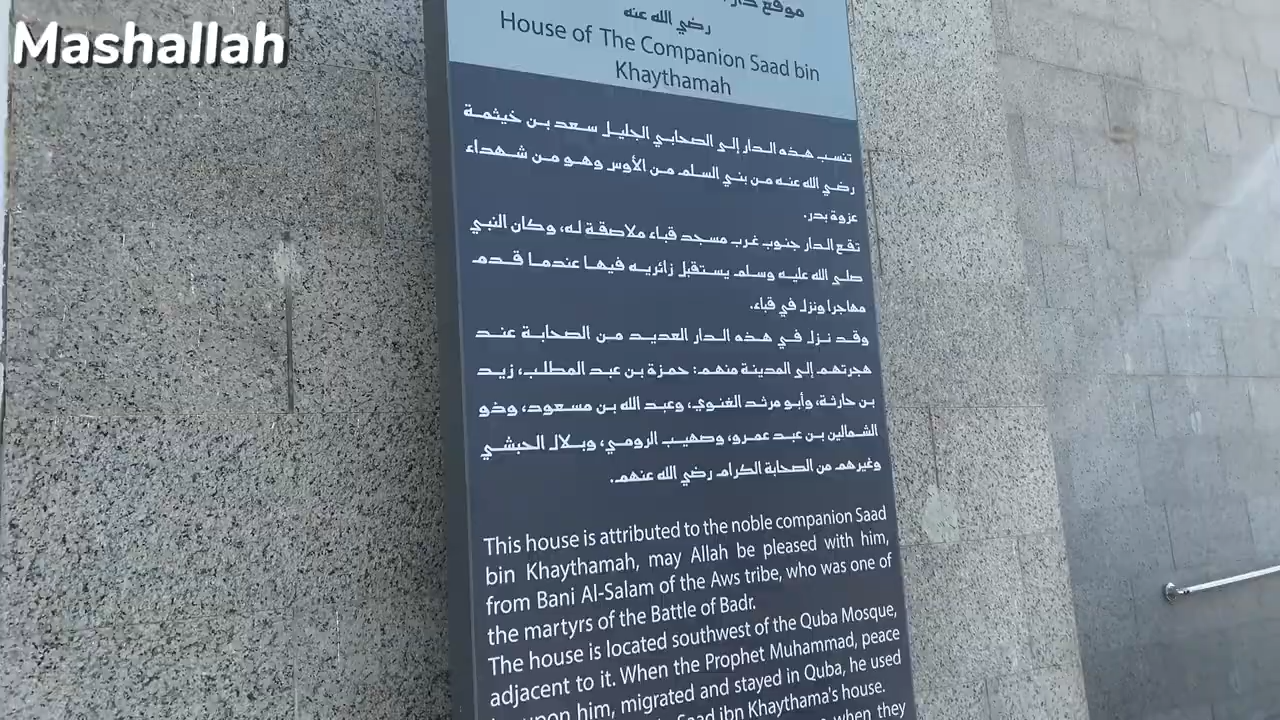 Mashallah
موقع دار
رضي الله عنه
House of The Companion Saad bin
Khaythamah
تنسب هذه الدار إلى الصحابي الجليل سعد بن خيثمة
رضي الله عنه من بني السلم من الأوس وهو من شهداء
عزوة بدر.
تقع الدار جنوب غرب مسجد قباء ملاصقة له، وكان النبي
صلى الله عليه وسلم يستقبل زائريه فيها عندما قدم
مهاجرا ونزل في قباء.
وقد نزل في هذه الدار العديد من الصحابة عند
هجرتهم إلى المدينة منهم: حمزة بن عبد المطلب، زيد
بن حارثة، وأبو مرثد الغنوي، وعبد الله بن مسعود، وذو
الشمالين بن عبد عمرو، وصهيب الرومي، وبلال الحبشي
وغيرهم من الصحابة الكرام رضي الله عنهم.
This house is attributed to the noble companion Saad
bin Khaythamah, may Allah be pleased with him,
from Bani Al-Salam of the Aws tribe, who was one of
the martyrs of the Battle of Badr.
The house is located southwest of the Quba Mosque,
adjacent to it. When the Prophet Muhammad, peace
upon him, migrated and stayed in Quba, he used
Saad ibn Khaythama's house.
when they